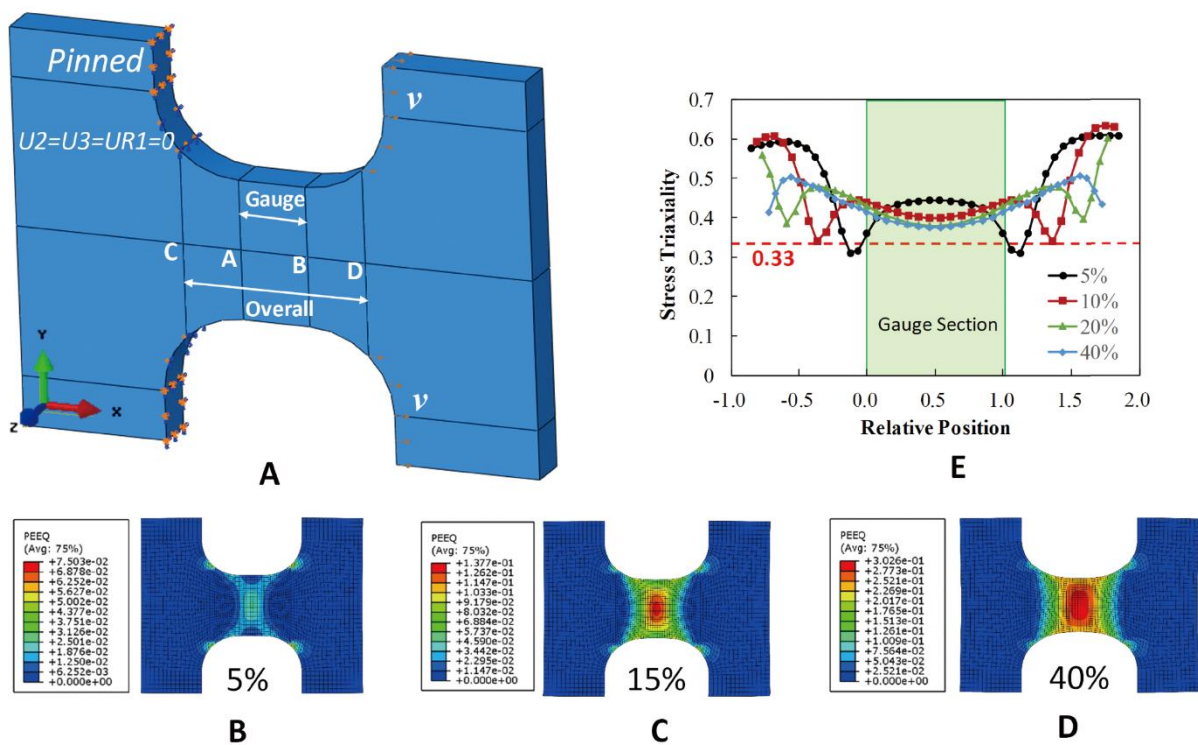 Pinned
U2=U3=UR1=0
v
Gauge
C
A
B
D
Overall
v
Y
X
Z
A
0.7
0.6
0.5
0.4
0.3
0.2
0.1
0
Stress Triaxiality
0.33
5%
10%
20%
40%
Gauge Section
-1.0 -0.5 0.0 0.5 1.0 1.5 2.0
Relative Position
E
PEEQ
(Avg: 75%)
+7.503e-02
+6.878e-02
+6.252e-02
+5.627e-02
+5.002e-02
+4.377e-02
+3.751e-02
+3.126e-02
+2.501e-02
+1.876e-02
+1.250e-02
+6.252e-03
+0.000e+00
5%
B
PEEQ
(Avg: 75%)
+1.377e-01
+1.262e-01
+1.147e-01
+1.033e-01
+9.179e-02
+8.032e-02
+6.884e-02
+5.737e-02
+4.590e-02
+3.442e-02
+2.295e-02
+1.147e-02
+0.000e+00
15%
C
PEEQ
(Avg: 75%)
+3.026e-01
+2.773e-01
+2.521e-01
+2.269e-01
+2.017e-01
+1.765e-01
+1.513e-01
+1.261e-01
+1.009e-01
+7.564e-02
+5.043e-02
+2.521e-02
+0.000e+00
40%
D